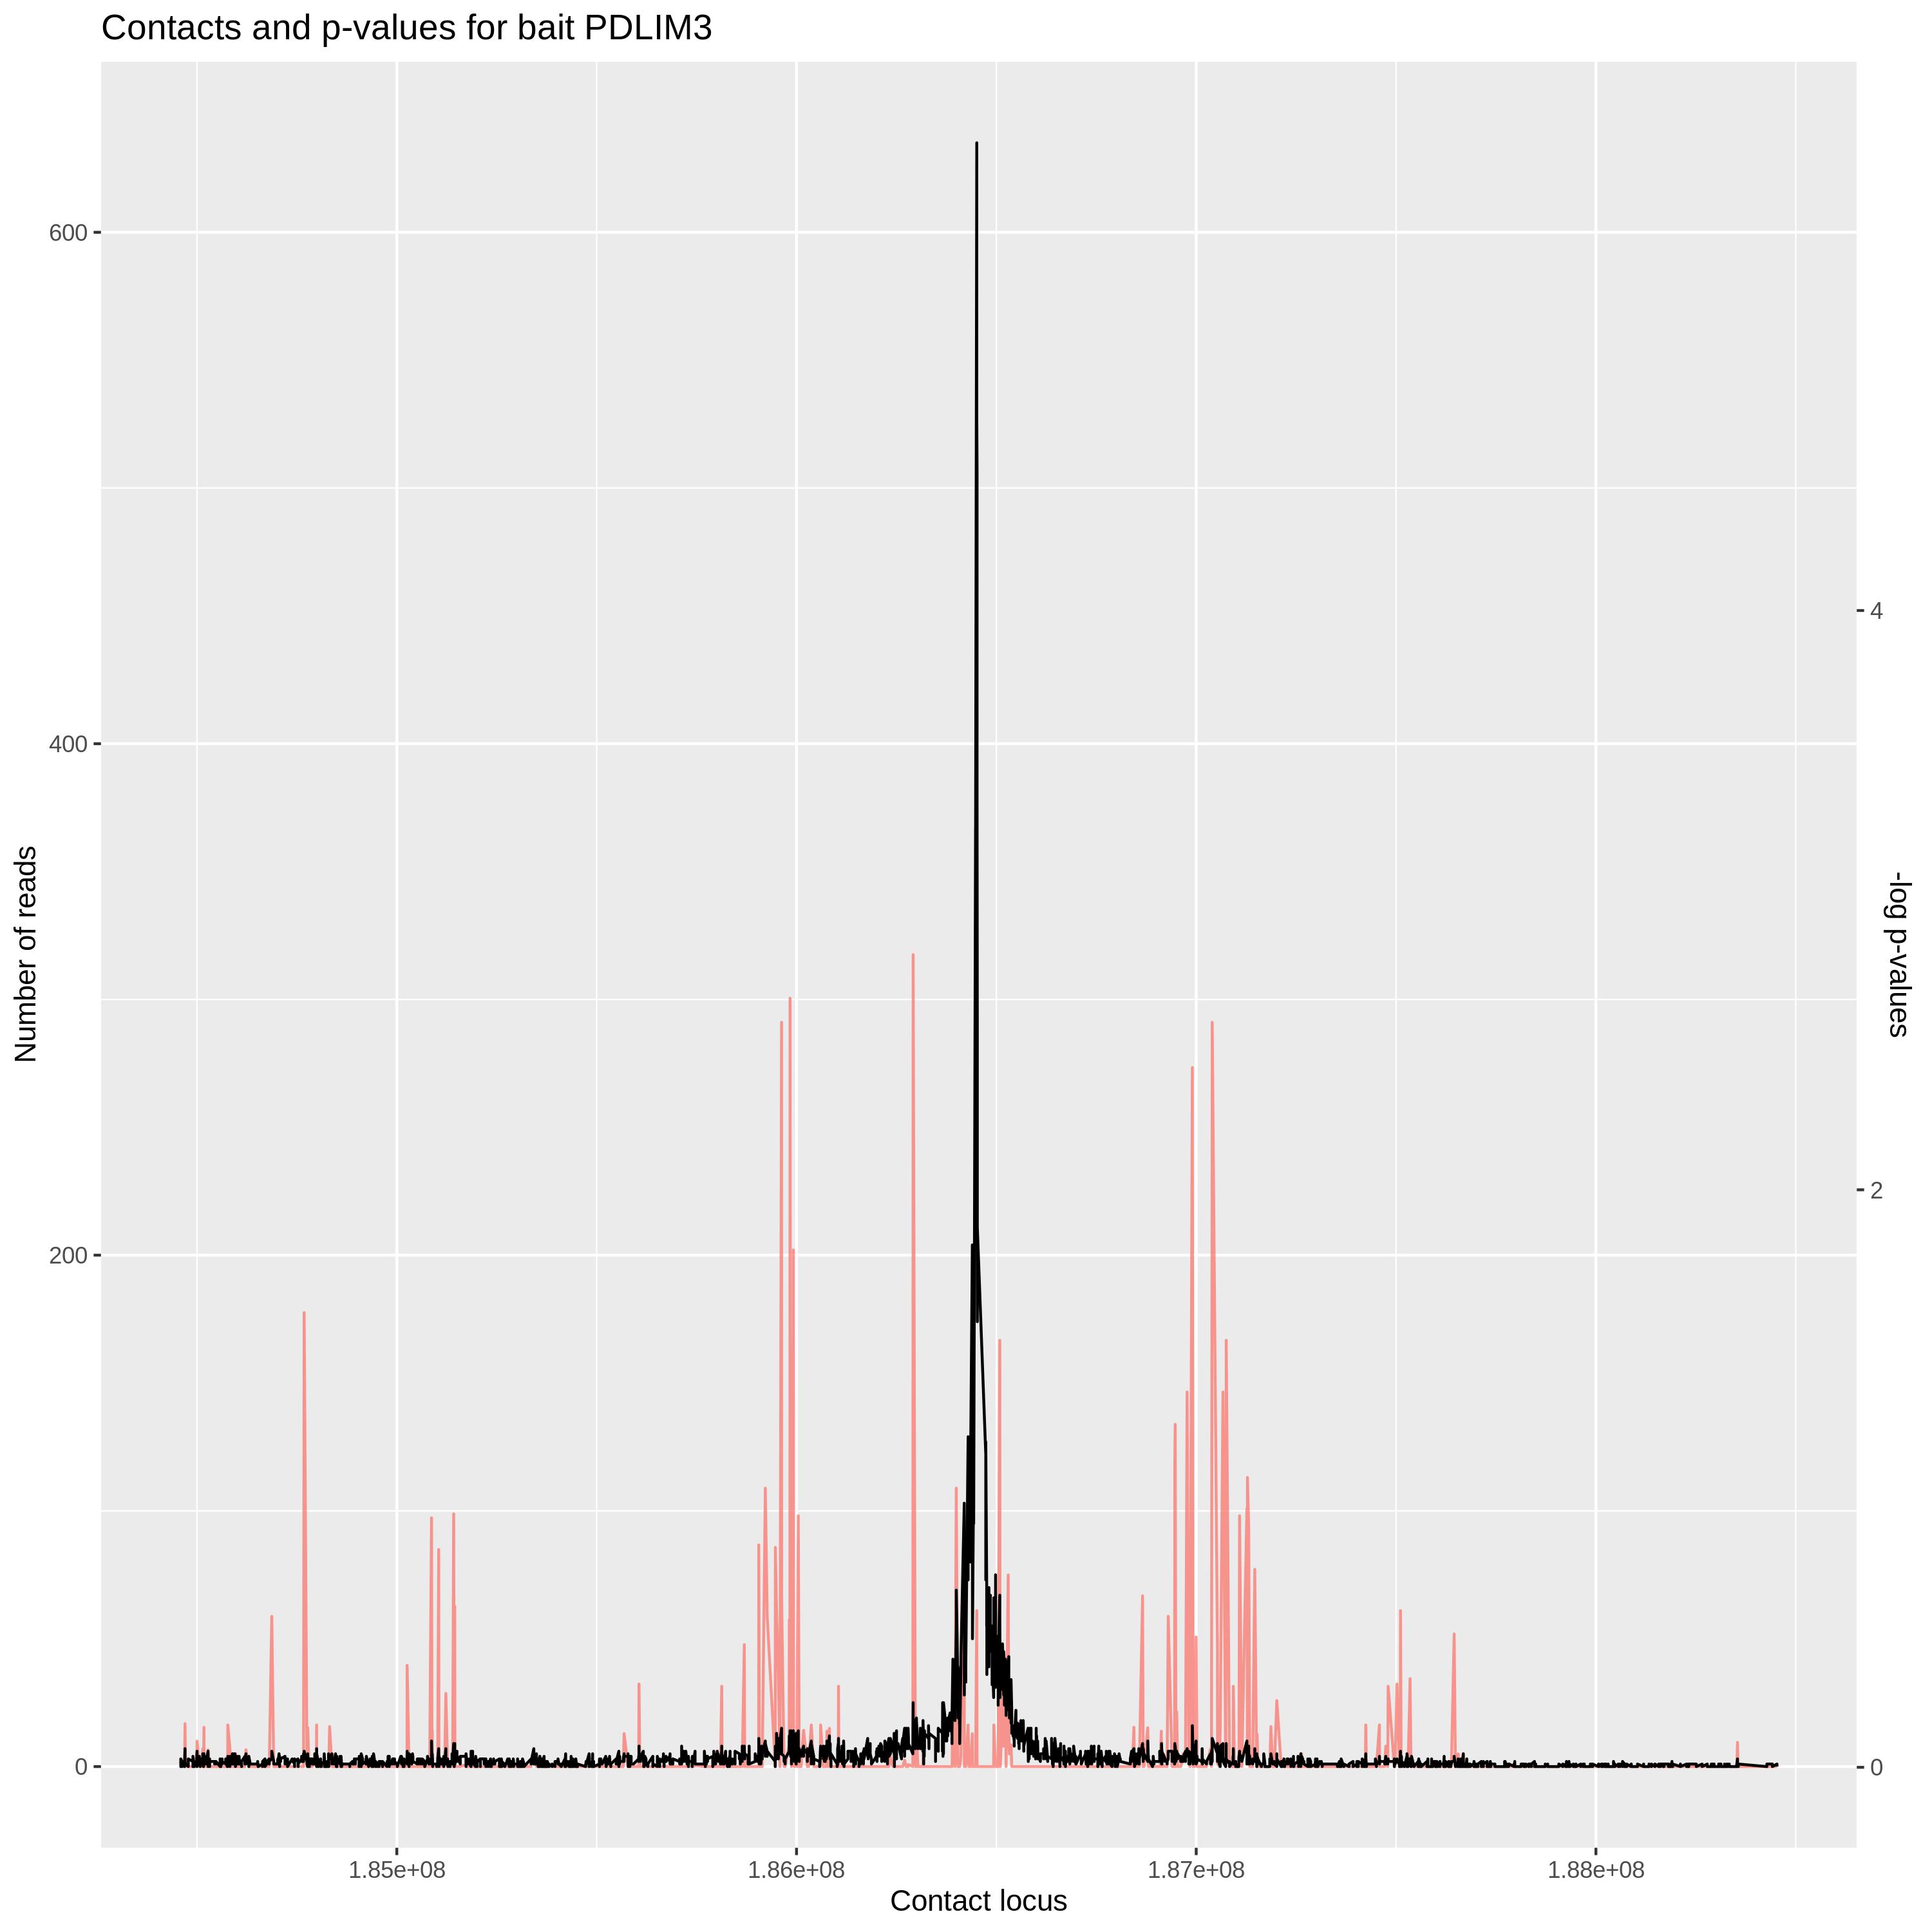 Contacts and p-values for bait PDLIM3
600
400
200
0
Number of reads
4
2
0
-log p-values
1.85e+08
1.86e+08
1.87e+08
1.88e+08
Contact locus